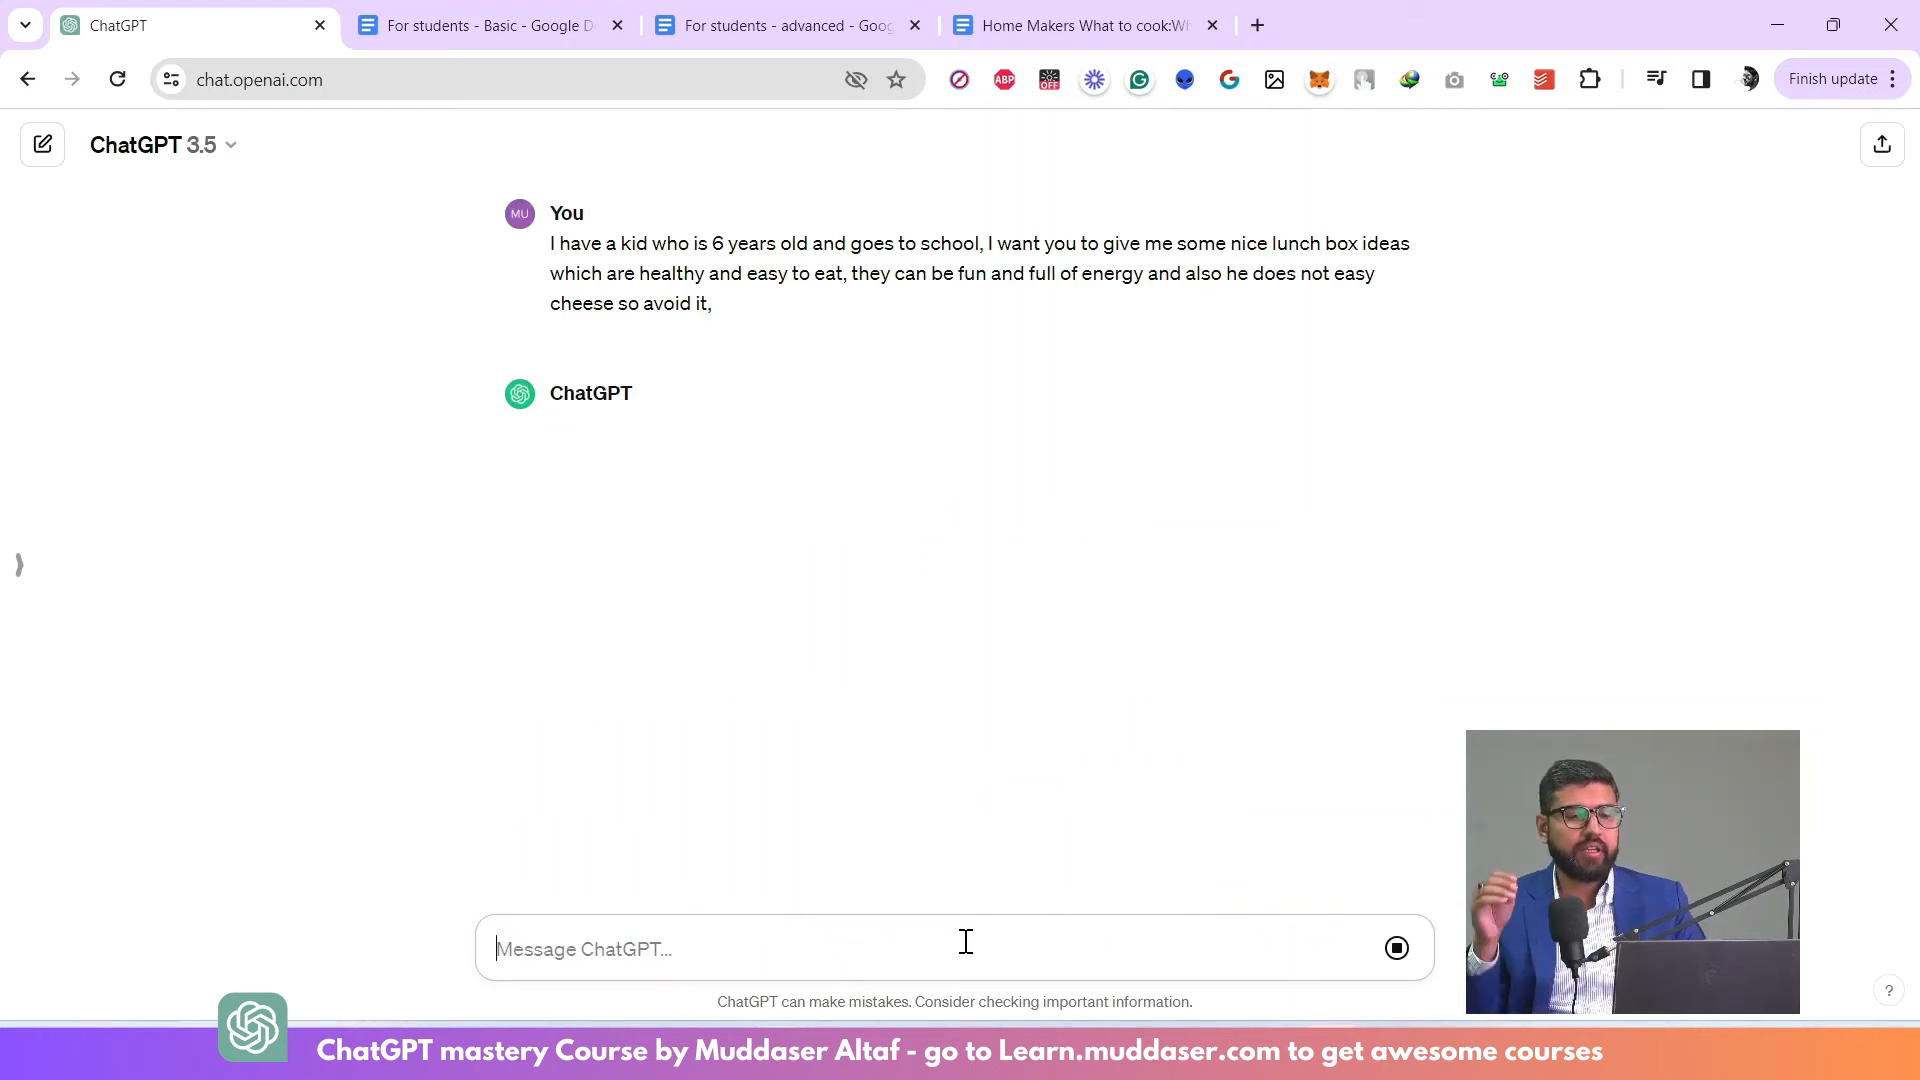 ChatGPT
For students - Basic - Google D
For students - advanced - Goog
Home Makers What to cook:Wh
chat.openai.com
ABP
OFF
Finish update
ChatGPT 3.5
MU
You
I have a kid who is 6 years old and goes to school, I want you to give me some nice lunch box ideas
which are healthy and easy to eat, they can be fun and full of energy and also he does not easy
cheese so avoid it,
ChatGPT
Message ChatGPT...
ChatGPT can make mistakes. Consider checking important information.
?
ChatGPT mastery Course by Muddaser Altaf - go to Learn.muddaser.com to get awesome courses